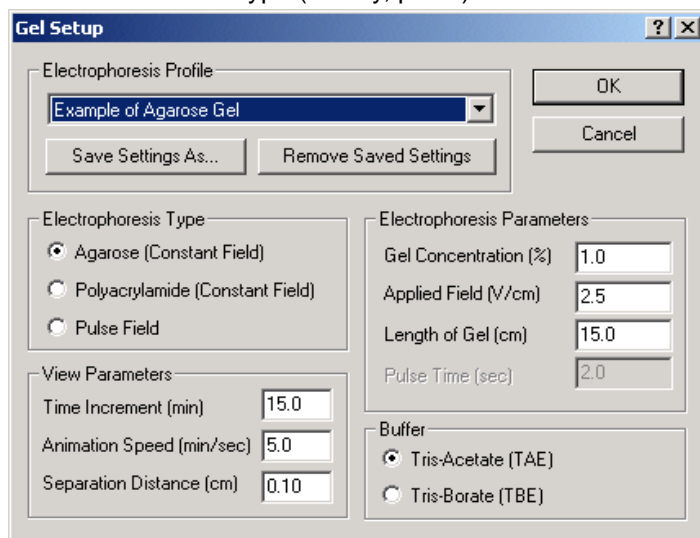 Gel Setup
Electrophoresis Profile
Example of Agarose Gel
Save Settings As...
Remove Saved Settings
OK
Cancel
Electrophoresis Type
Agarose (Constant Field)
Polyacrylamide (Constant Field)
Pulse Field
Electrophoresis Parameters
Gel Concentration (%) 1.0
Applied Field (V/cm) 2.5
Length of Gel (cm) 15.0
Pulse Time (sec) 2.0
View Parameters
Time Increment (min) 15.0
Animation Speed (min/sec) 5.0
Separation Distance (cm) 0.10
Buffer
Tris-Acetate (TAE)
Tris-Borate (TBE)